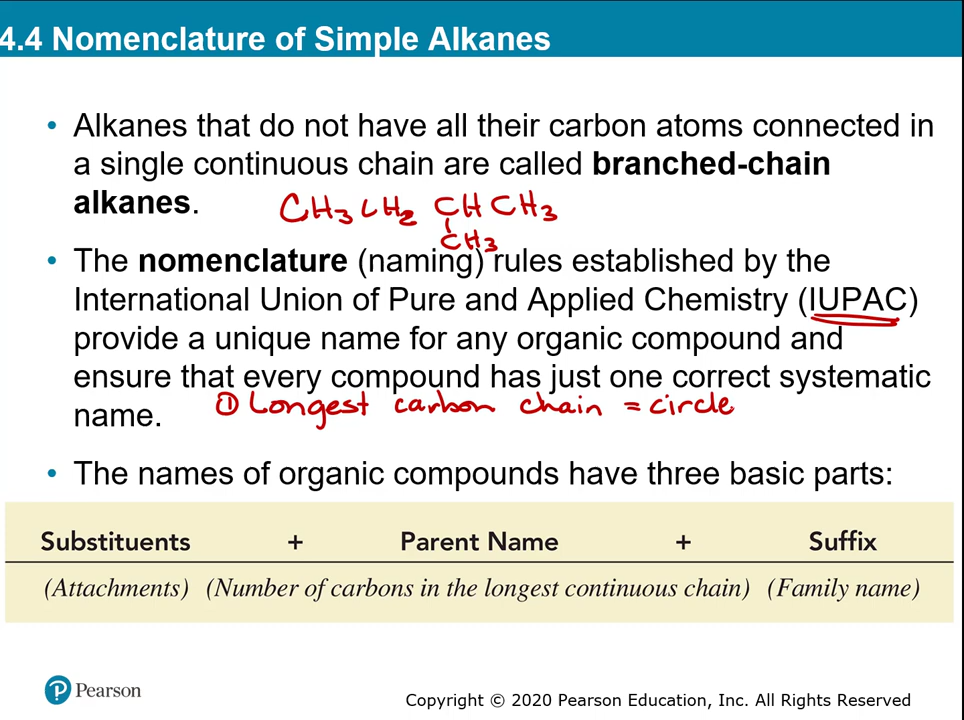 4.4 Nomenclature of Simple Alkanes
• Alkanes that do not have all their carbon atoms connected in
a single continuous chain are called branched-chain
alkanes.
CH3 CH2 CH CH3
CH3
• The nomenclature (naming) rules established by the
International Union of Pure and Applied Chemistry (IUPAC)
provide a unique name for any organic compound and
ensure that every compound has just one correct systematic
name.
① Longest carbon chain = circle
• The names of organic compounds have three basic parts:
Substituents + Parent Name + Suffix
(Attachments) (Number of carbons in the longest continuous chain) (Family name)
P Pearson
Copyright © 2020 Pearson Education, Inc. All Rights Reserved